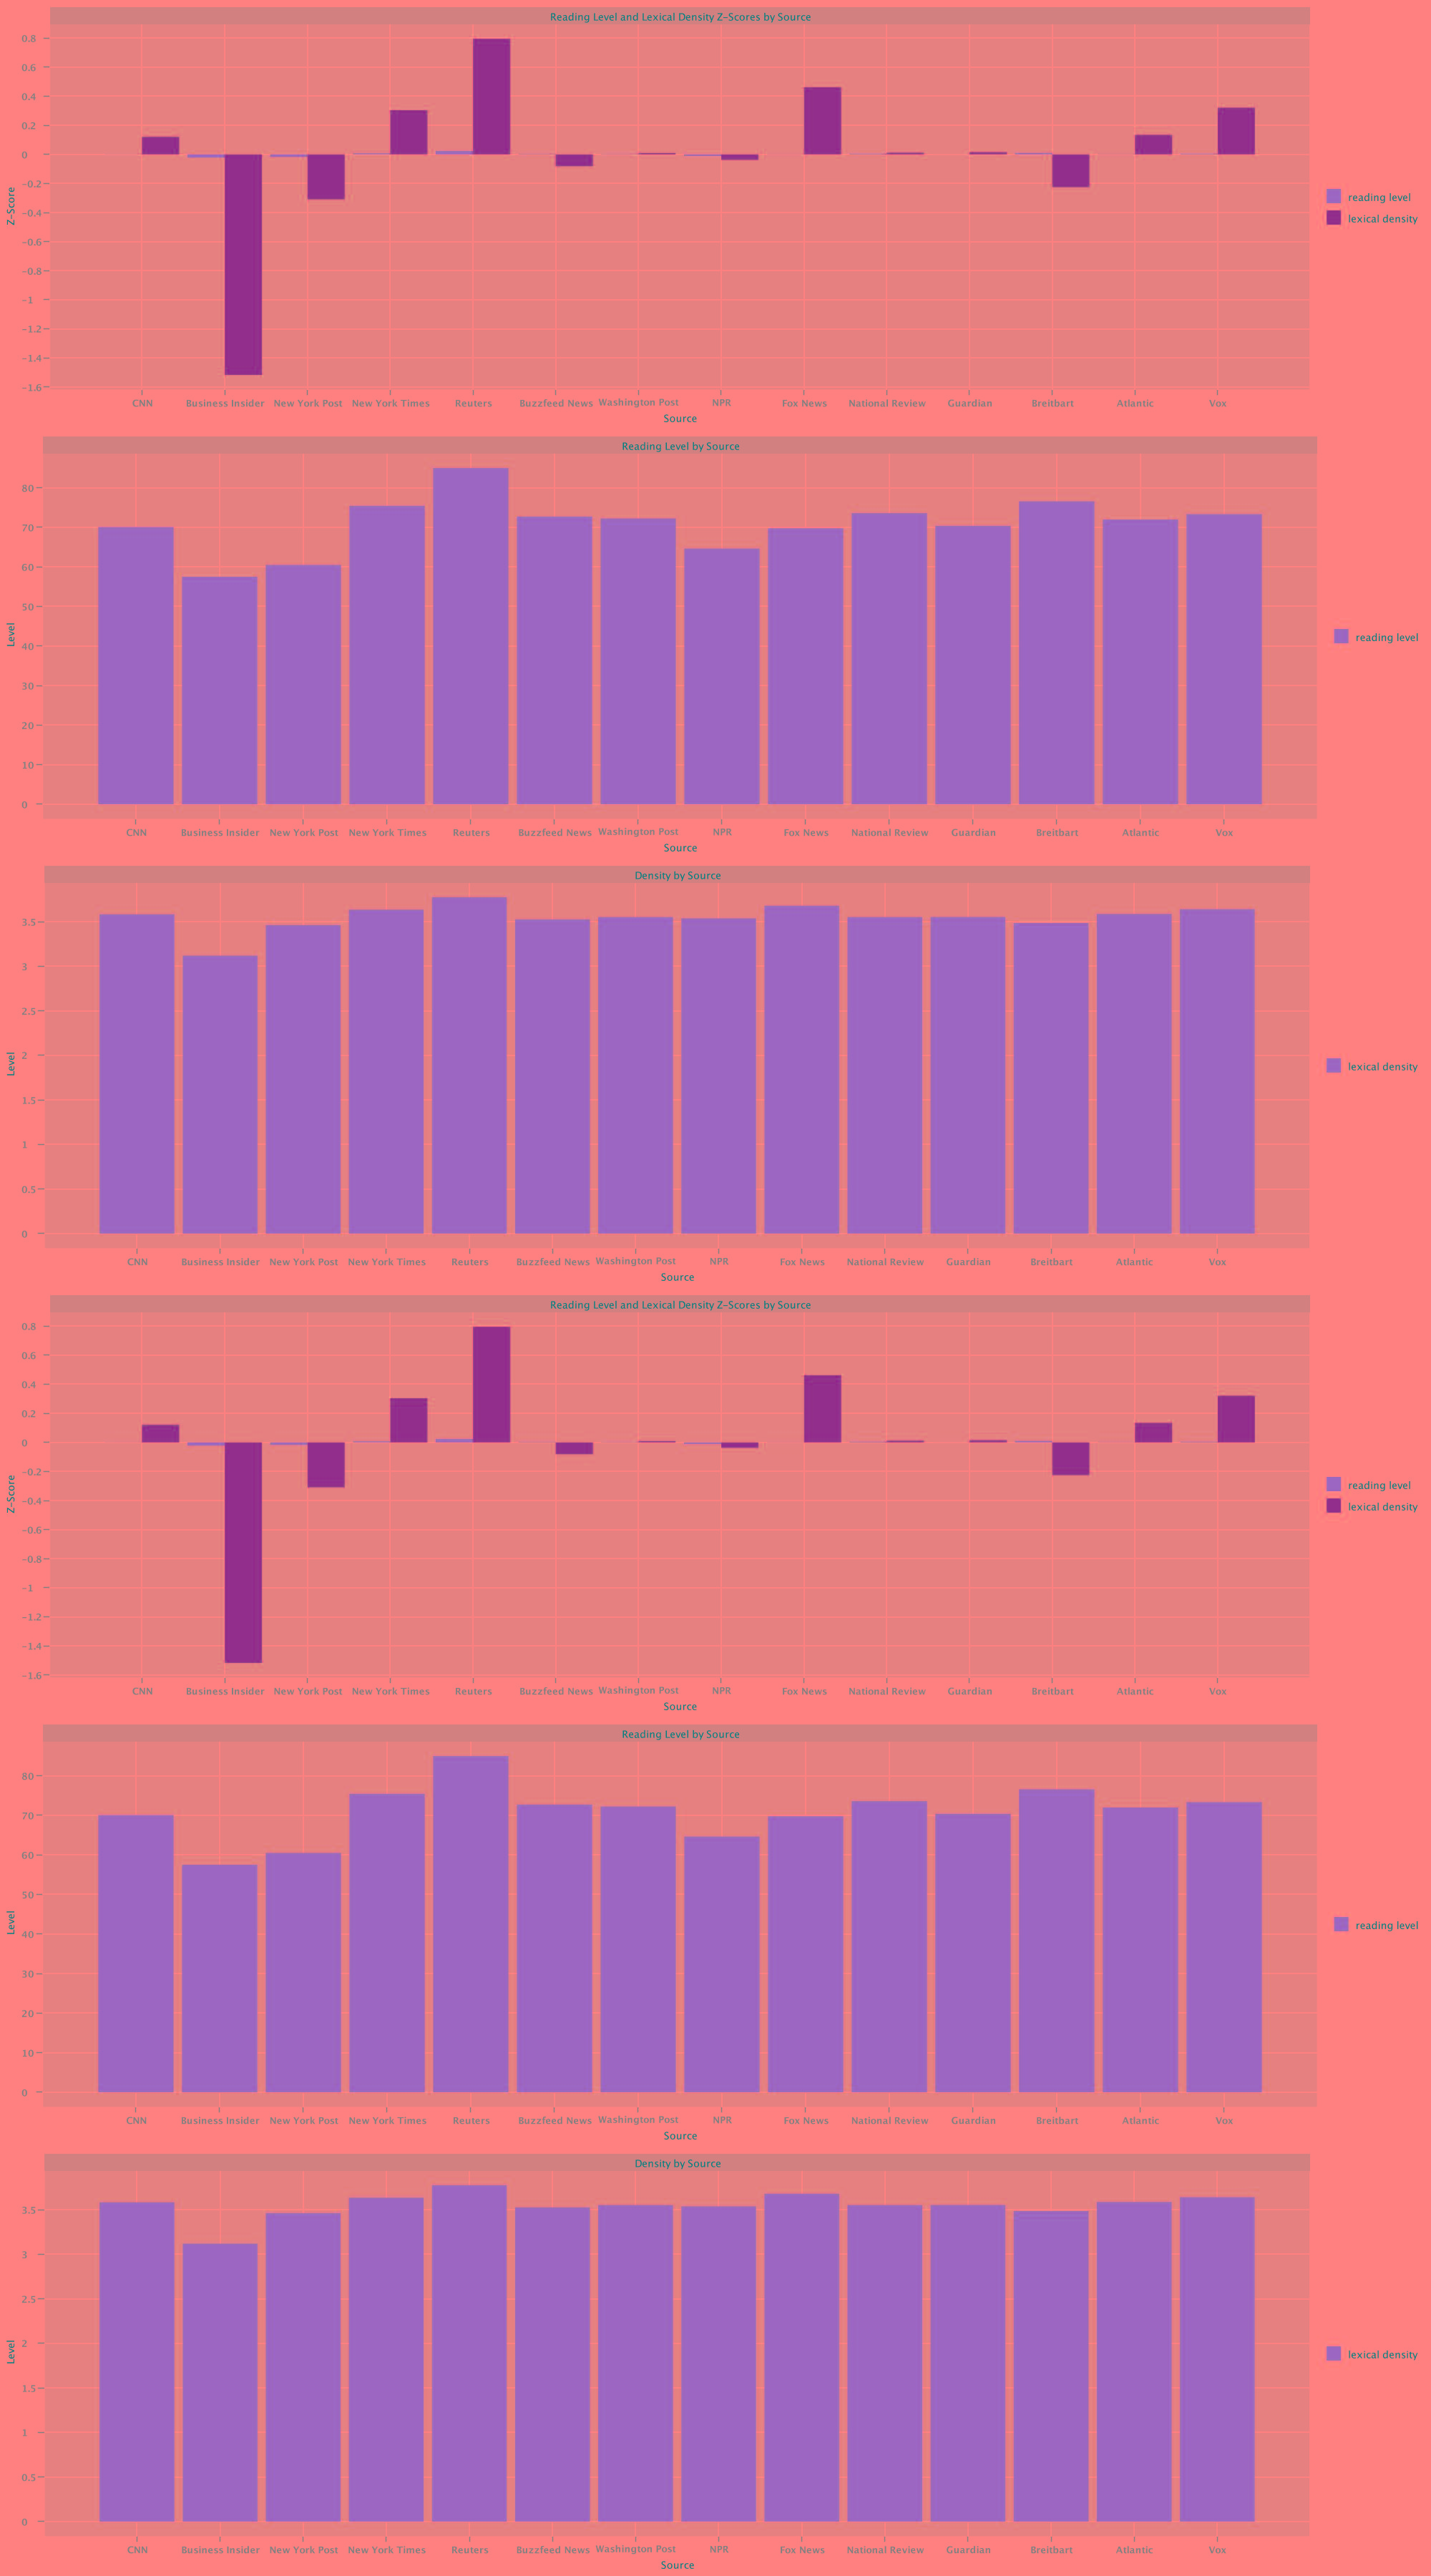 Reading Level and Lexical Density Z-Scores by Source
0.8
0.6
0.4
0.2
0
-0.2
-0.4
-0.6
-0.8
-1
-1.2
-1.4
-1.6
Z-Score
CNN Business Insider New York Post New York Times Reuters Buzzfeed News Washington Post NPR Fox News National Review Guardian Breitbart Atlantic Vox
Source
reading level
lexical density
Reading Level by Source
80
70
60
50
40
30
20
10
0
Level
CNN Business Insider New York Post New York Times Reuters Buzzfeed News Washington Post NPR Fox News National Review Guardian Breitbart Atlantic Vox
Source
reading level
Density by Source
3.5
3
2.5
2
1.5
1
0.5
0
Level
CNN Business Insider New York Post New York Times Reuters Buzzfeed News Washington Post NPR Fox News National Review Guardian Breitbart Atlantic Vox
Source
lexical density
Reading Level and Lexical Density Z-Scores by Source
0.8
0.6
0.4
0.2
0
-0.2
-0.4
-0.6
-0.8
-1
-1.2
-1.4
-1.6
Z-Score
CNN Business Insider New York Post New York Times Reuters Buzzfeed News Washington Post NPR Fox News National Review Guardian Breitbart Atlantic Vox
Source
reading level
lexical density
Reading Level by Source
80
70
60
50
40
30
20
10
0
Level
CNN Business Insider New York Post New York Times Reuters Buzzfeed News Washington Post NPR Fox News National Review Guardian Breitbart Atlantic Vox
Source
reading level
Density by Source
3.5
3
2.5
2
1.5
1
0.5
0
Level
CNN Business Insider New York Post New York Times Reuters Buzzfeed News Washington Post NPR Fox News National Review Guardian Breitbart Atlantic Vox
Source
lexical density